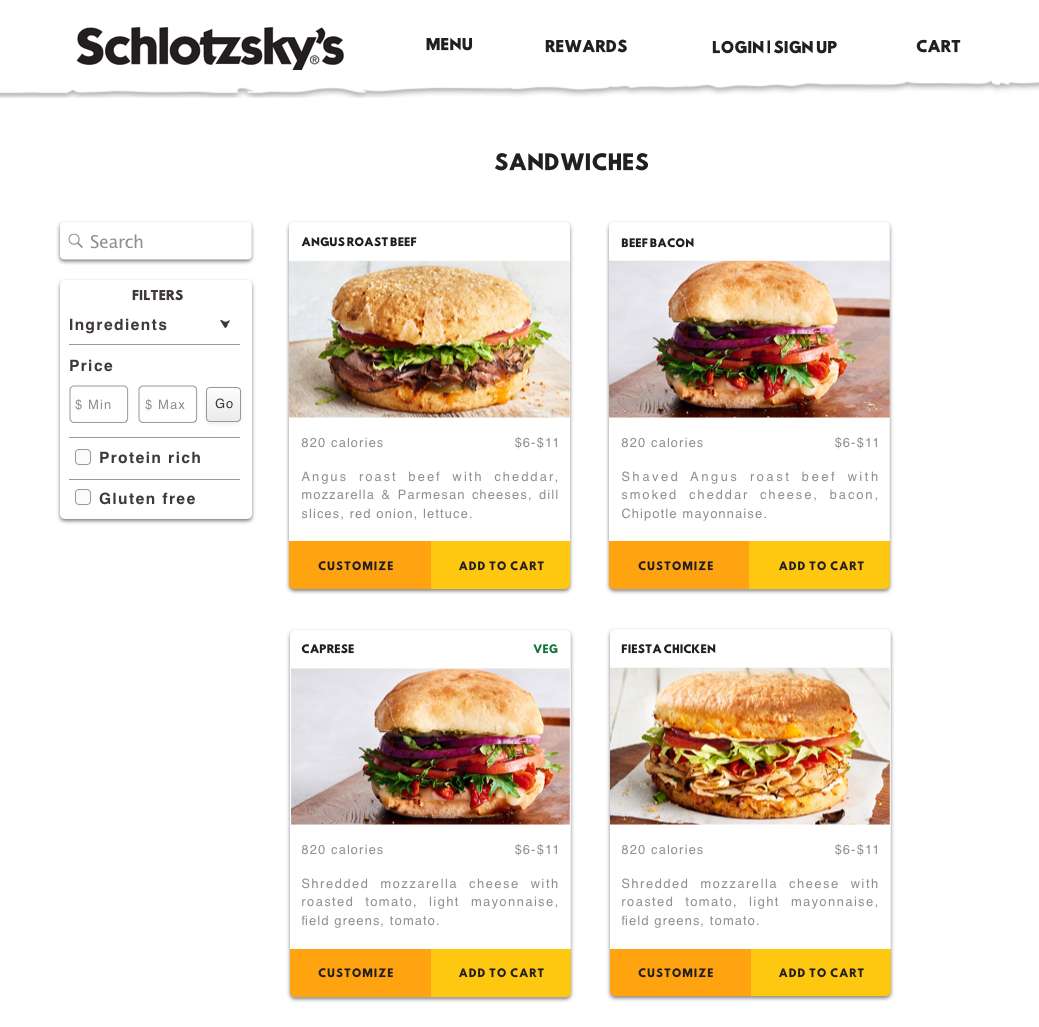 Schlotzsky's®
MENU
REWARDS
LOGIN | SIGN UP
CART
SANDWICHES
Search
FILTERS
Ingredients
Price
$ Min
$ Max
Go
Protein rich
Gluten free
ANGUS ROAST BEEF
820 calories
$6-$11
Angus roast beef with cheddar,
mozzarella & Parmesan cheeses, dill
slices, red onion, lettuce.
CUSTOMIZE
ADD TO CART
BEEF BACON
820 calories
$6-$11
Shaved Angus roast beef with
smoked cheddar cheese, bacon,
Chipotle mayonnaise.
CUSTOMIZE
ADD TO CART
CAPRESE
VEG
820 calories
$6-$11
Shredded mozzarella cheese with
roasted tomato, light mayonnaise,
field greens, tomato.
CUSTOMIZE
ADD TO CART
FIESTA CHICKEN
820 calories
$6-$11
Shredded mozzarella cheese with
roasted tomato, light mayonnaise,
field greens, tomato.
CUSTOMIZE
ADD TO CART